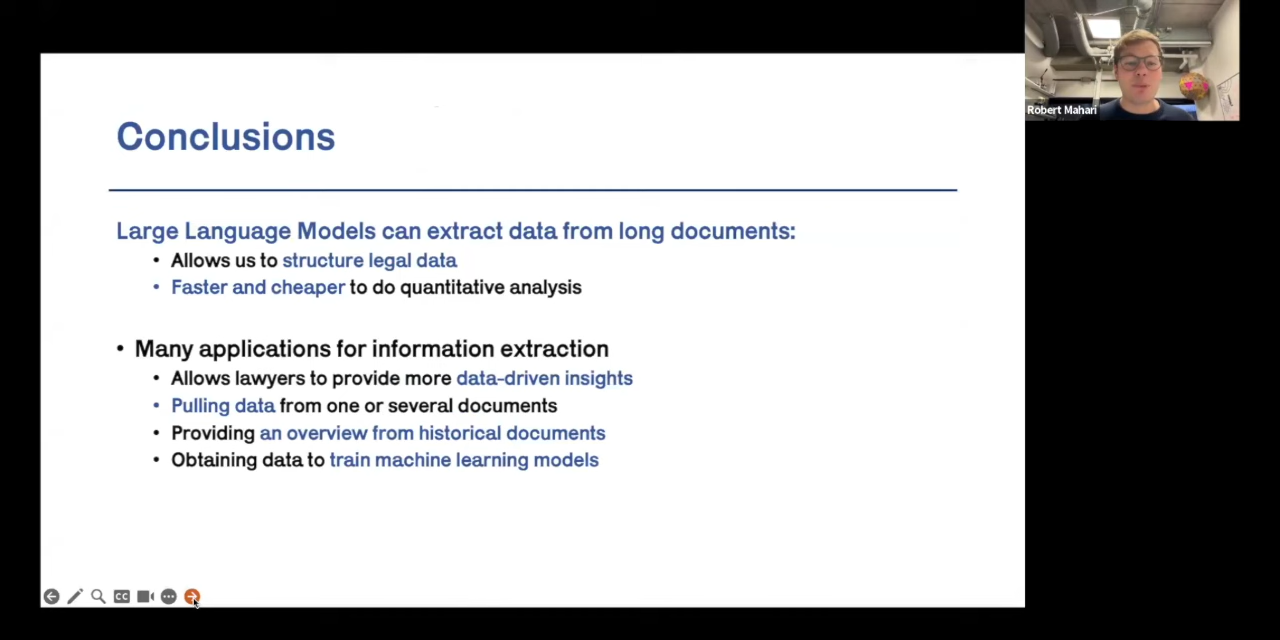 Conclusions
Large Language Models can extract data from long documents:
• Allows us to structure legal data
• Faster and cheaper to do quantitative analysis
• Many applications for information extraction
• Allows lawyers to provide more data-driven insights
• Pulling data from one or several documents
• Providing an overview from historical documents
• Obtaining data to train machine learning models
CC
Robert Mahari